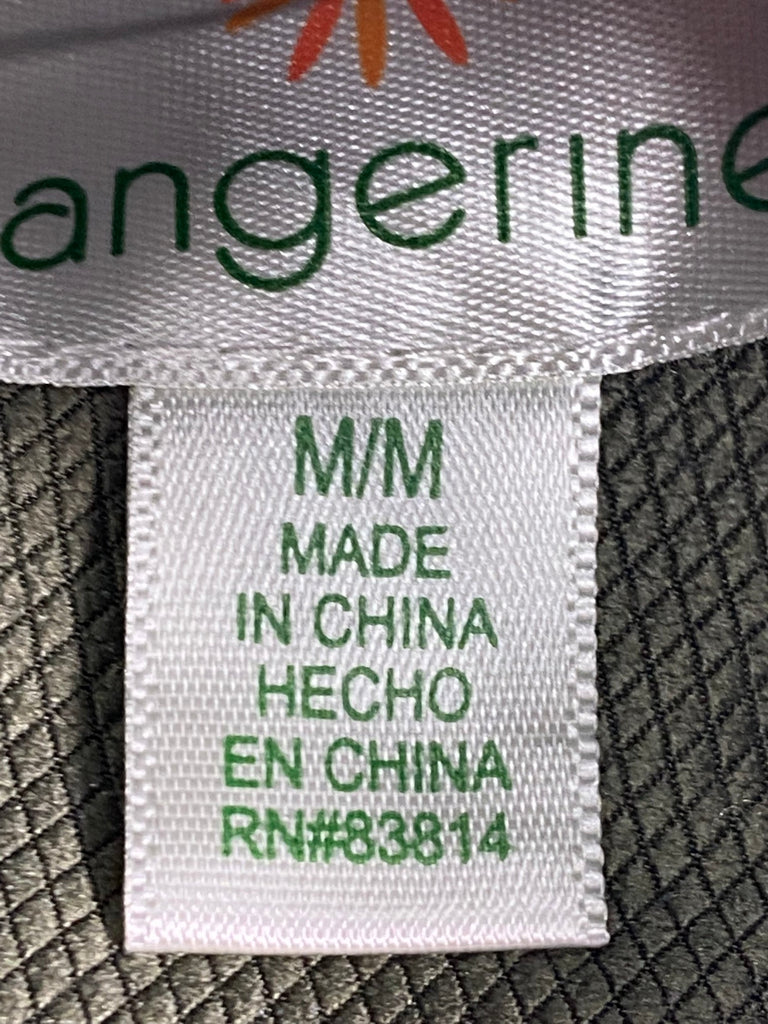 angerine
M/M
MADE
IN CHINA
HECHO
EN CHINA
RN#83814